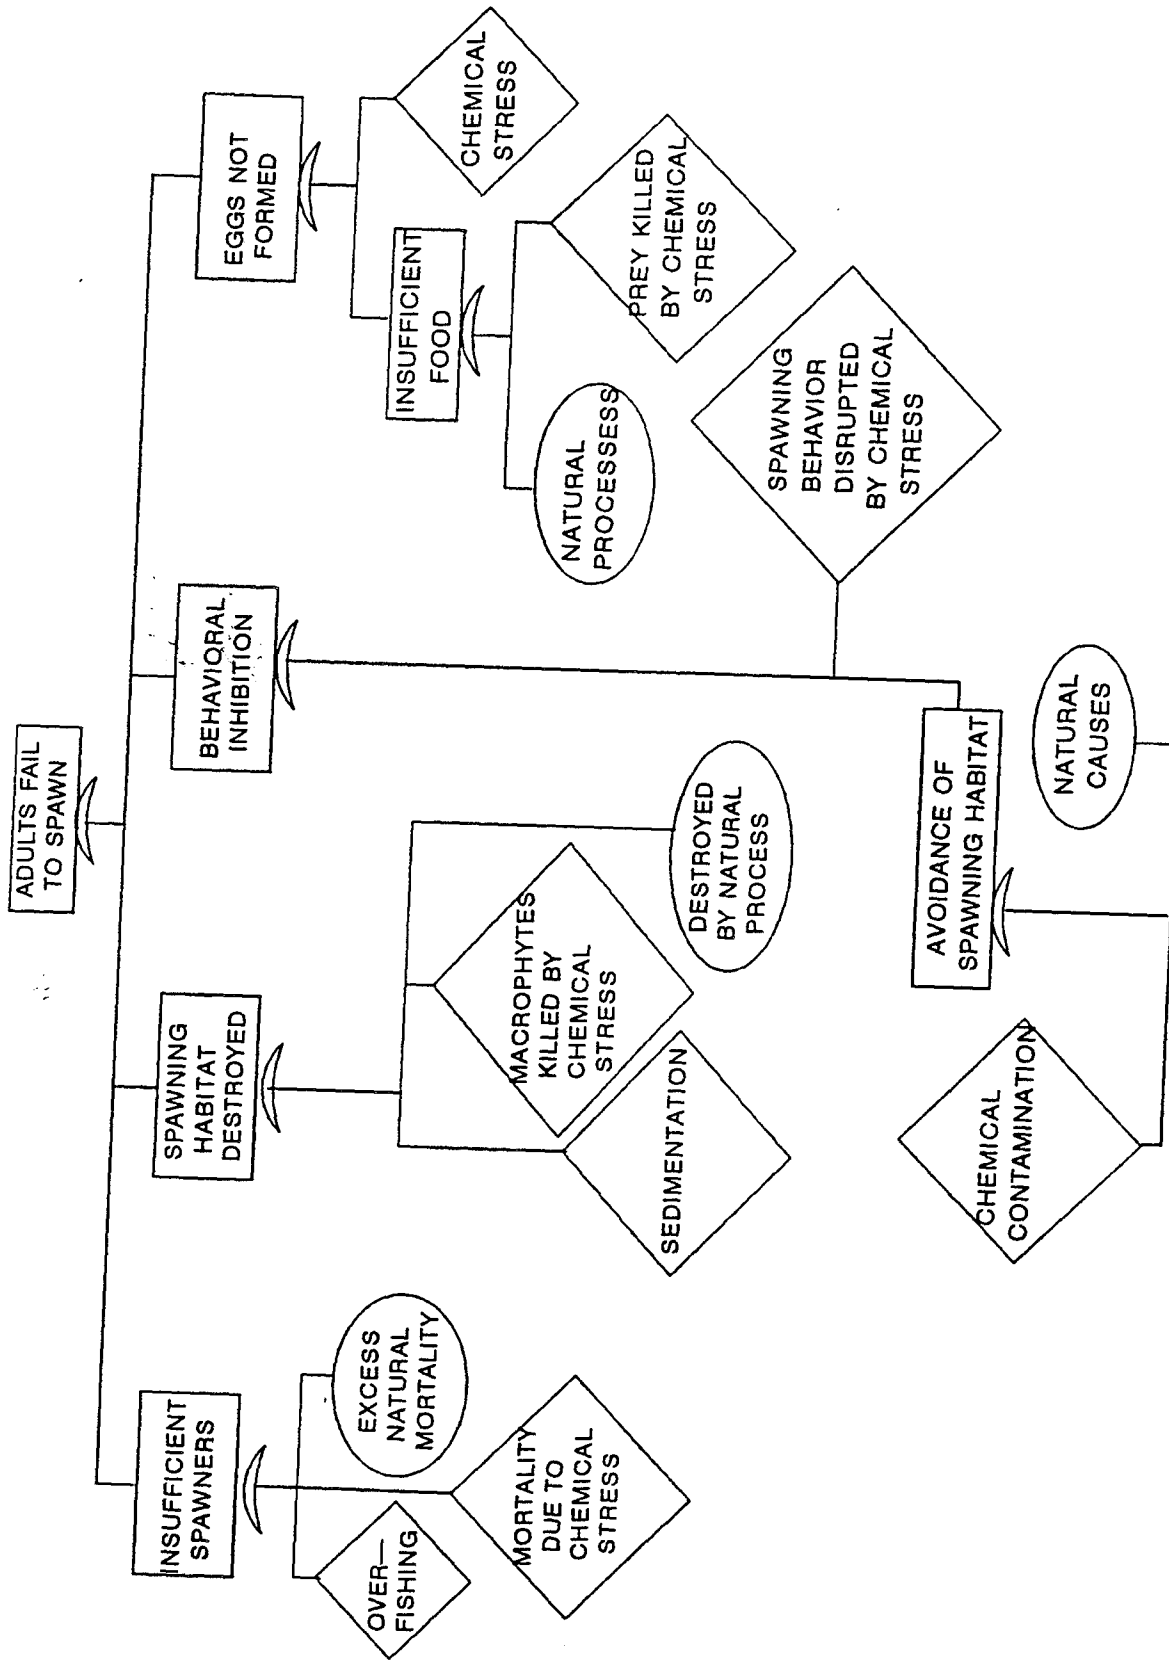 ADULTS FAIL
TO SPAWN
INSUFFICIENT
SPAWNERS
SPAWNING
HABITAT
DESTROYED
BEHAVIORAL
INHIBITION
EGGS NOT
FORMED
OVER—
FISHING
EXCESS
NATURAL
MORTALITY
MORTALITY
DUE TO
CHEMICAL
STRESS
SEDIMENTATION
MACROPHYTES
KILLED BY
CHEMICAL
STRESS
DESTROYED
BY NATURAL
PROCESS
INSUFFICIENT
FOOD
CHEMICAL
STRESS
NATURAL
PROCESSESS
PREY KILLED
BY CHEMICAL
STRESS
SPAWNING
BEHAVIOR
DISRUPTED
BY CHEMICAL
STRESS
AVOIDANCE OF
SPAWNING HABITAT
CHEMICAL
CONTAMINATION
NATURAL
CAUSES